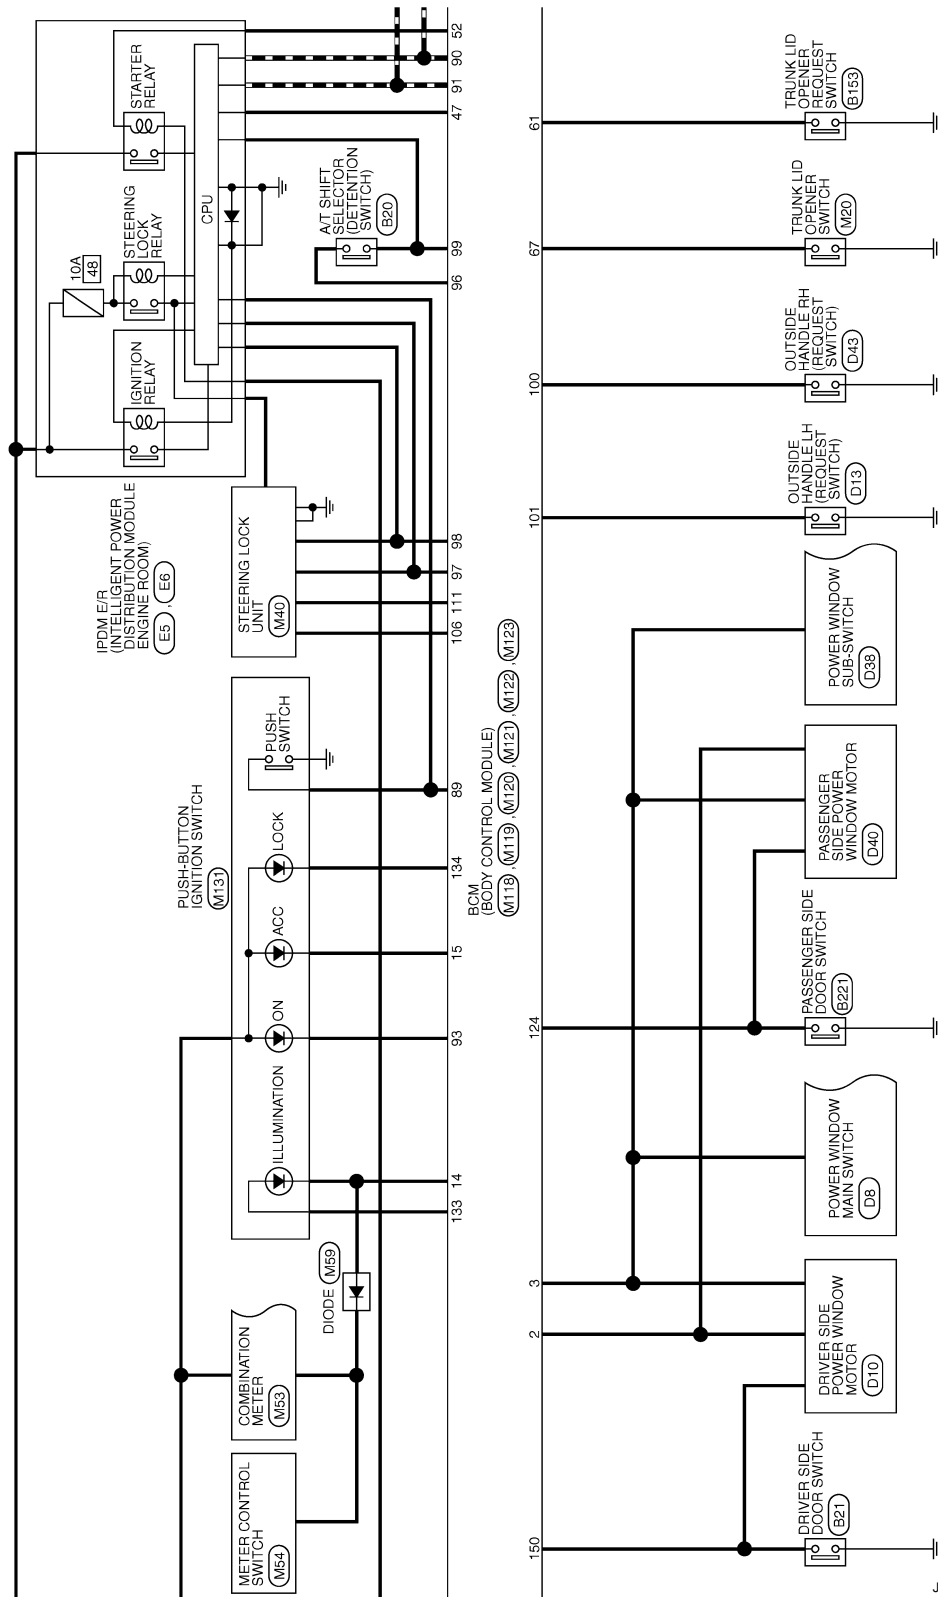 STARTER
RELAY
STEERING
LOCK
RELAY
10A
48
IGNITION
RELAY
CPU
IPDM E/R
(INTELLIGENT POWER
DISTRIBUTION MODULE
ENGINE ROOM)
E5 , E6
A/T SHIFT
SELECTOR
(DETENTION
SWITCH)
B20
STEERING LOCK
UNIT
M40
PUSH
SWITCH
PUSH-BUTTON
IGNITION SWITCH
M131
LOCK
ACC
ON
ILLUMINATION
DIODE
M59
COMBINATION
METER
M53
METER CONTROL
SWITCH
M54
133
14
93
15
134
89
106
111
97
98
96
99
47
91
90
52
BCM
(BODY CONTROL MODULE)
M118 , M119 , M120 , M121 , M122 , M123
150
2
3
124
101
100
67
61
DRIVER SIDE
DOOR SWITCH
B21
DRIVER SIDE
POWER WINDOW
MOTOR
D10
POWER WINDOW
MAIN SWITCH
D8
PASSENGER SIDE
DOOR SWITCH
B221
PASSENGER
SIDE POWER
WINDOW MOTOR
D40
POWER WINDOW
SUB-SWITCH
D38
OUTSIDE
HANDLE LH
(REQUEST
SWITCH)
D13
OUTSIDE
HANDLE RH
(REQUEST
SWITCH)
D43
TRUNK LID
OPENER
SWITCH
M20
TRUNK LID
OPENER
REQUEST
SWITCH
B153
J